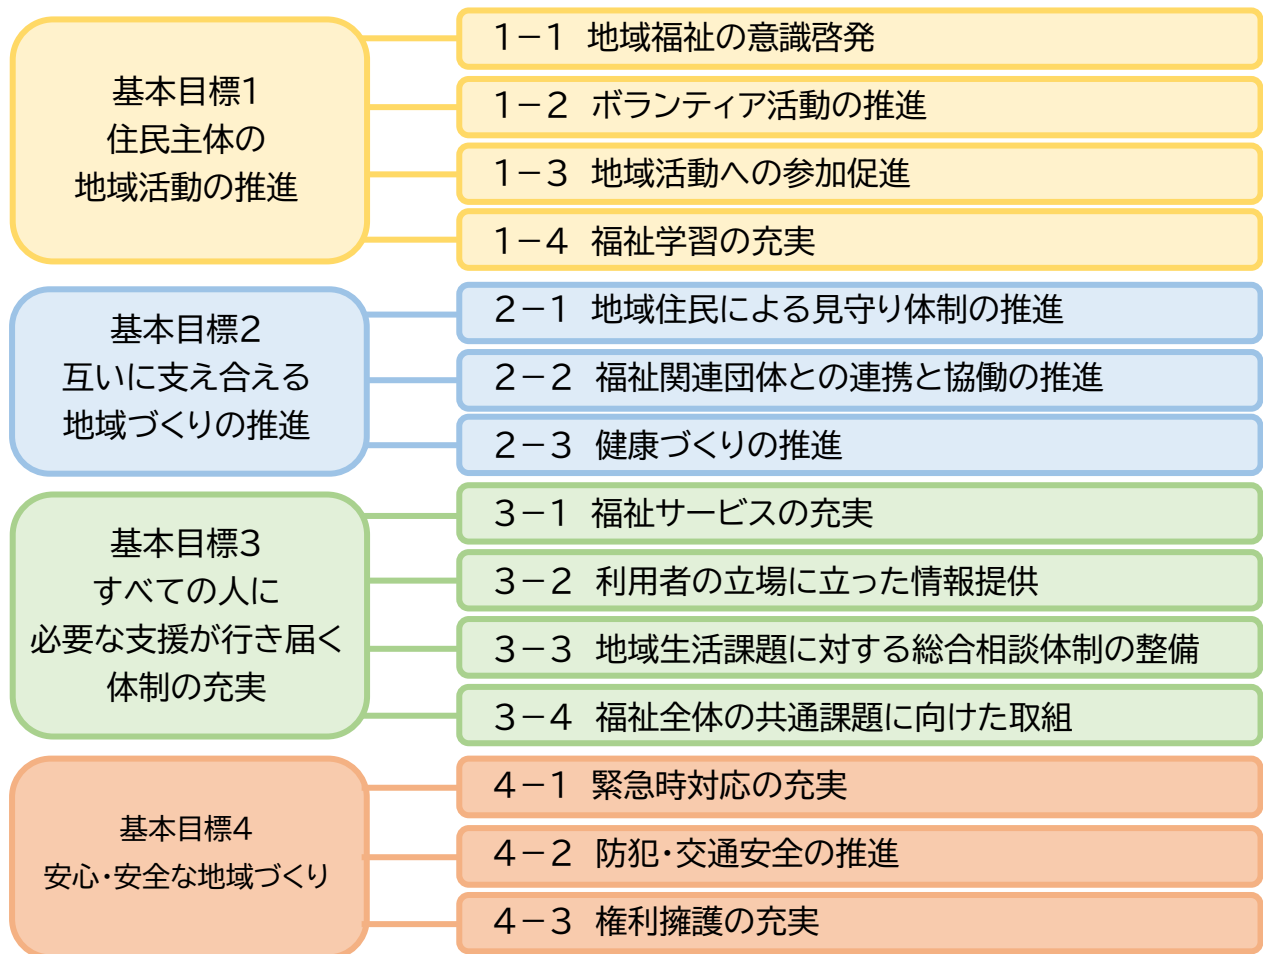 基本目標1
住民主体の
地域活動の推進
1－1 地域福祉の意識啓発
1－2 ボランティア活動の推進
1－3 地域活動への参加促進
1－4 福祉学習の充実
基本目標2
互いに支え合える
地域づくりの推進
2－1 地域住民による見守り体制の推進
2－2 福祉関連団体との連携と協働の推進
2－3 健康づくりの推進
基本目標3
すべての人に
必要な支援が行き届く
体制の充実
3－1 福祉サービスの充実
3－2 利用者の立場に立った情報提供
3－3 地域生活課題に対する総合相談体制の整備
3－4 福祉全体の共通課題に向けた取組
基本目標4
安心・安全な地域づくり
4－1 緊急時対応の充実
4－2 防犯・交通安全の推進
4－3 権利擁護の充実